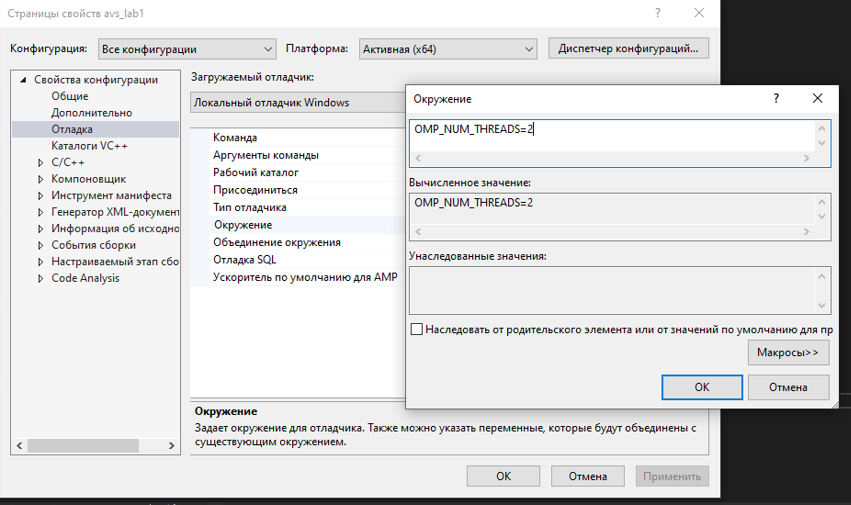 Страницы свойств avs_lab1
Конфигурация: Все конфигурации Платформа: Активная (x64) Диспетчер конфигураций...
Свойства конфигурации
Общие
Дополнительно
Отладка
Каталоги VC++
C/C++
Компоновщик
Инструмент манифеста
Генератор XML-документ
Информация об исходно
События сборки
Настраиваемый этап сбо
Code Analysis
Загружаемый отладчик:
Локальный отладчик Windows
Команда
Аргументы команды
Рабочий каталог
Присоединиться
Тип отладчика
Окружение
Объединение окружения
Отладка SQL
Ускоритель по умолчанию для AMP
Окружение
Задает окружение для отладчика. Также можно указать переменные, которые будут объединены с
существующим окружением.
ОК Отмена Применить
Окружение
OMP_NUM_THREADS=2
Вычисленное значение:
OMP_NUM_THREADS=2
Унаследованные значения:
Наследовать от родительского элемента или от значений по умолчанию для пр
Макросы>>
ОК Отмена